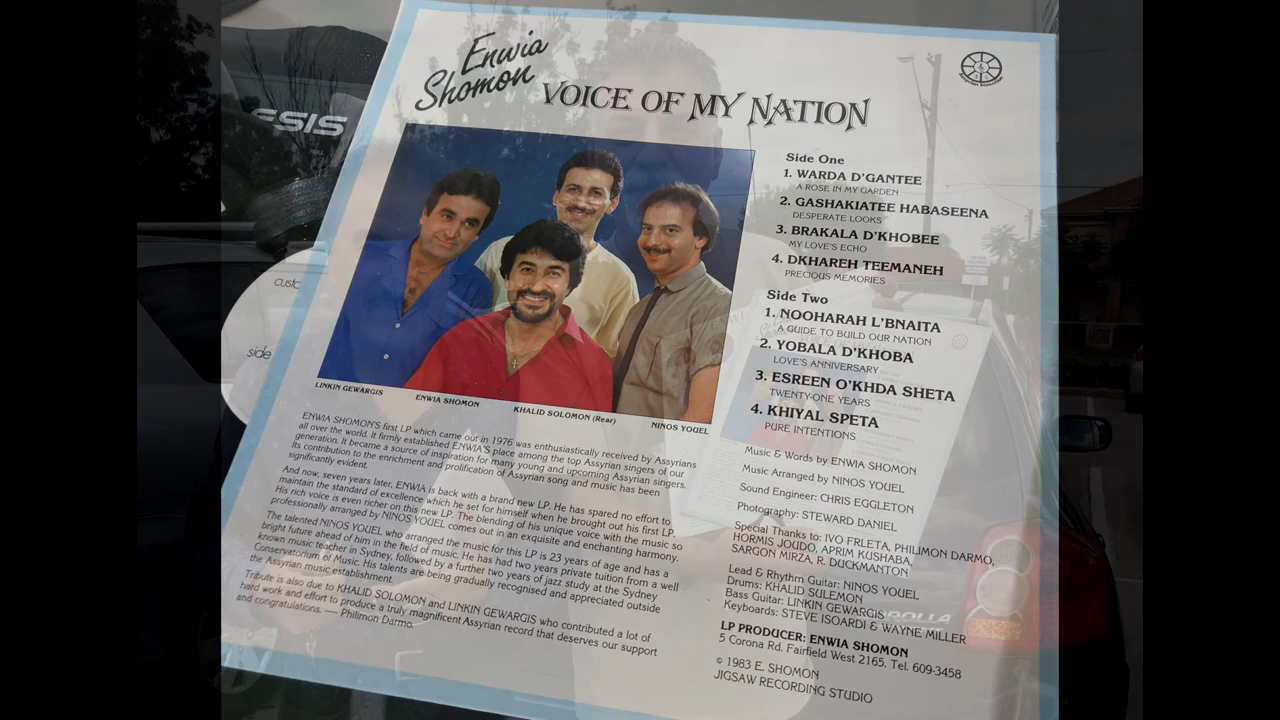 Enwia
Shomon
VOICE OF MY NATION
ESIS
Side One
1. WARDA D'GANTEE
A ROSE IN MY GARDEN
2. GASHAKIATEE HABASEENA
DESPERATE LOOKS
3. BRAKALA D'KHOBEE
MY LOVE'S ECHO
4. DKHAREH TEEMANEH
PRECIOUS MEMORIES
Side Two
1. NOOHARAH L'BNAITA
A GUIDE TO BUILD OUR NATION
2. YOBALA D'KHOBA
LOVE'S ANNIVERSARY
3. ESREEN O'KHDA SHETA
TWENTY-ONE YEARS
4. KHIYAL SPETA
PURE INTENTIONS
custo
side
LINKIN GEWARGIS
ENWIA SHOMON
KHALID SOLOMON (Rear)
NINOS YOUEL
ENWIA SHOMON'S first LP which came out in 1976 was enthusiastically received by Assyrians
all over the world. It firmly established ENWIA'S place among the top Assyrian singers of our
generation. It became a source of inspiration for many young and upcoming Assyrian singers.
Its contribution to the enrichment and prolification of Assyrian song and music has been
significantly evident.
And now, seven years later, ENWIA is back with a brand new LP. He has spared no effort to
maintain the standard of excellence which he set for himself when he brought out his first LP.
His rich voice is even richer on this new LP. The blending of his unique voice with the music so
professionally arranged by NINOS YOUEL comes out in an exquisite and enchanting harmony.
The talented NINOS YOUEL who arranged the music for this LP is 23 years of age and has a
bright future ahead of him in the field of music. He has had two years private tuition from a well
known music teacher in Sydney, followed by a further two years of jazz study at the Sydney
Conservatorium of Music. His talents are being gradually recognised and appreciated outside
the Assyrian music establishment.
Tribute is also due to KHALID SOLOMON and LINKIN GEWARGIS who contributed a lot of
hard work and effort to produce a truly magnificent Assyrian record that deserves our support
and congratulations. — Philimon Darmo.
Music & Words by ENWIA SHOMON
Music Arranged by NINOS YOUEL
Sound Engineer: CHRIS EGGLETON
Photography: STEWARD DANIEL
Special Thanks to: IVO FRLETA, PHILIMON DARMO,
HORMIS JOUDO, APRIM KUSHABA,
SARGON MIRZA, R. DUCKMANTON
Lead & Rhythm Guitar: NINOS YOUEL
Drums: KHALID SULEMON
Bass Guitar: LINKIN GEWARGIS
Keyboards: STEVE ISOARDI & WAYNE MILLER
LP PRODUCER: ENWIA SHOMON
5 Corona Rd. Fairfield West 2165. Tel. 609-3458
© 1983 E. SHOMON
JIGSAW RECORDING STUDIO